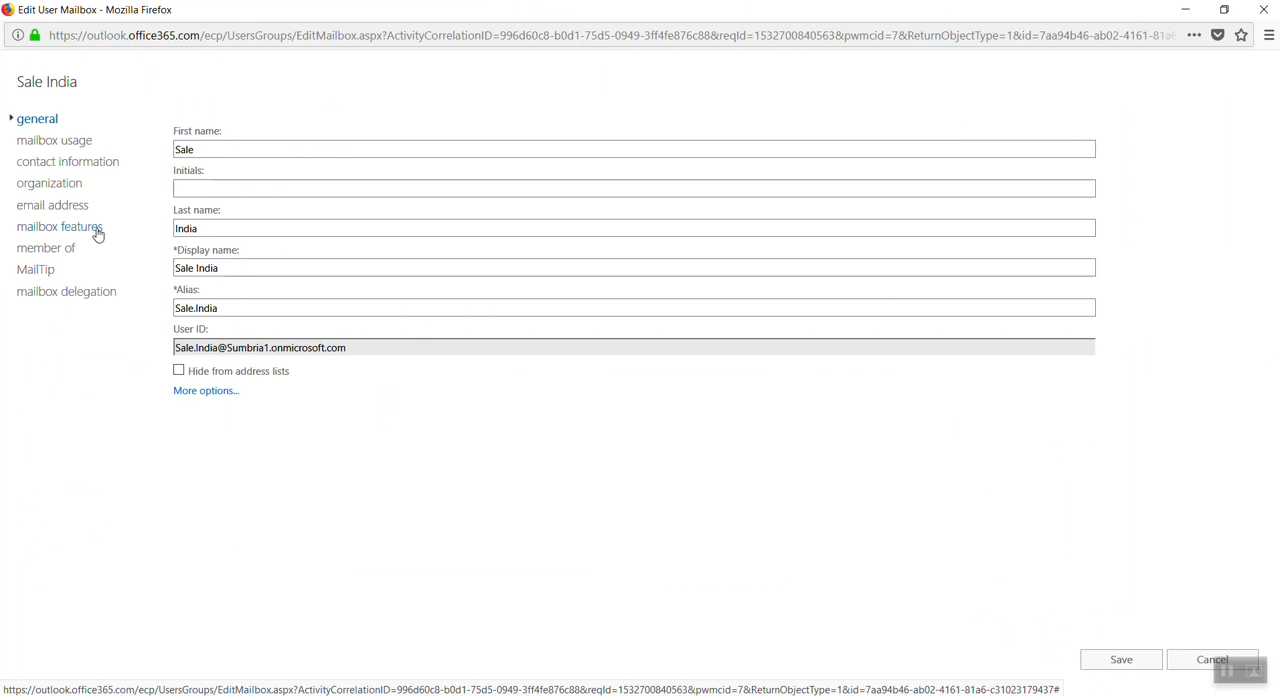 Edit User Mailbox - Mozilla Firefox
https://outlook.office365.com/ecp/UsersGroups/EditMailbox.aspx?ActivityCorrelationID=996d60c8-b0d1-75d5-0949-3ff4fe876c88&reqId=1532700840563&pwmcid=7&ReturnObjectType=1&id=7aa94b46-ab02-4161-81a6
Sale India
general
mailbox usage
contact information
organization
email address
mailbox features
member of
MailTip
mailbox delegation
First name:
Sale
Initials:
Last name:
India
*Display name:
Sale India
*Alias:
Sale.India
User ID:
Sale.India@Sumbria1.onmicrosoft.com
Hide from address lists
More options...
Save
Cancel
https://outlook.office365.com/ecp/UsersGroups/EditMailbox.aspx?ActivityCorrelationID=996d60c8-b0d1-75d5-0949-3ff4fe876c88&reqId=1532700840563&pwmcid=7&ReturnObjectType=1&id=7aa94b46-ab02-4161-81a6-c31023179437#